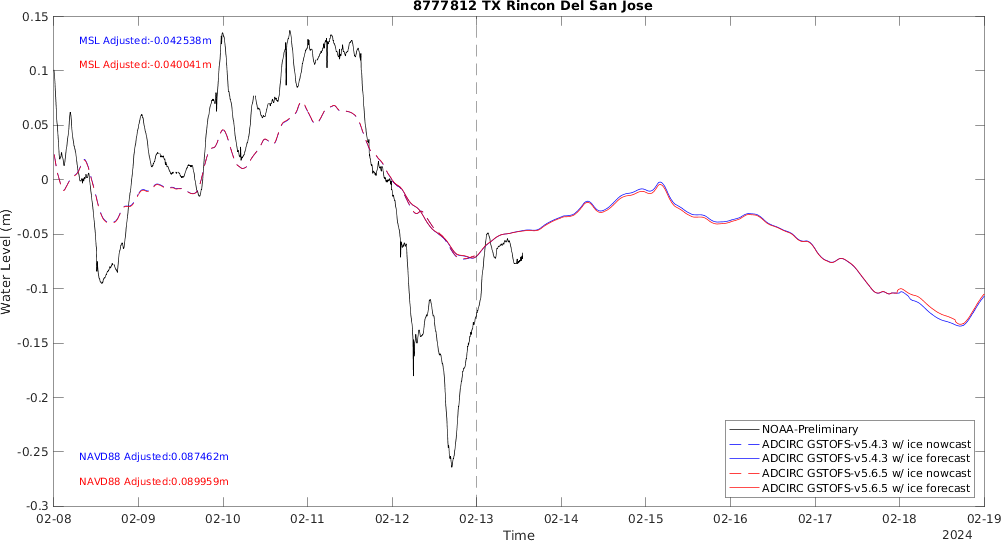 8777812 TX Rincon Del San Jose
MSL Adjusted:-0.042538m
MSL Adjusted:-0.040041m
NAVD88 Adjusted:0.087462m
NAVD88 Adjusted:0.089959m
Water Level (m)
0.15
0.1
0.05
0
-0.05
-0.1
-0.15
-0.2
-0.25
-0.3
NOAA-Preliminary
ADCIRC GSTOFS-v5.4.3 w/ ice nowcast
ADCIRC GSTOFS-v5.4.3 w/ ice forecast
ADCIRC GSTOFS-v5.6.5 w/ ice nowcast
ADCIRC GSTOFS-v5.6.5 w/ ice forecast
02-08 02-09 02-10 02-11 02-12 02-13 02-14 02-15 02-16 02-17 02-18 02-19
Time
2024